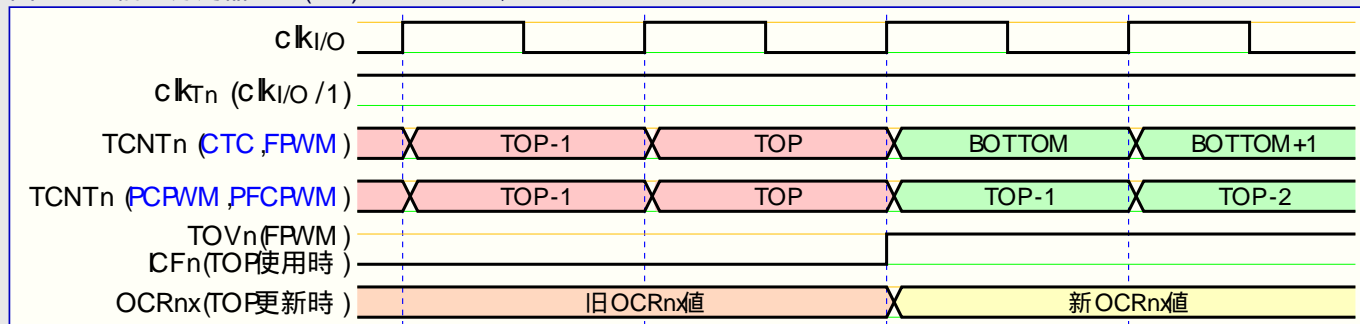 clkI/O
clkTn (clkI/O /1)
TCNTn (CTC ,FPWM ) TOP-1 TOP BOTTOM BOTTOM+1
TCNTn (PCPWM ,PFCPWM ) TOP-1 TOP TOP-1 TOP-2
TOVn(FPWM )
ICFn(TOP使用時 )
OCRnx(TOP更新時 ) 旧OCRnx値 新OCRnx値